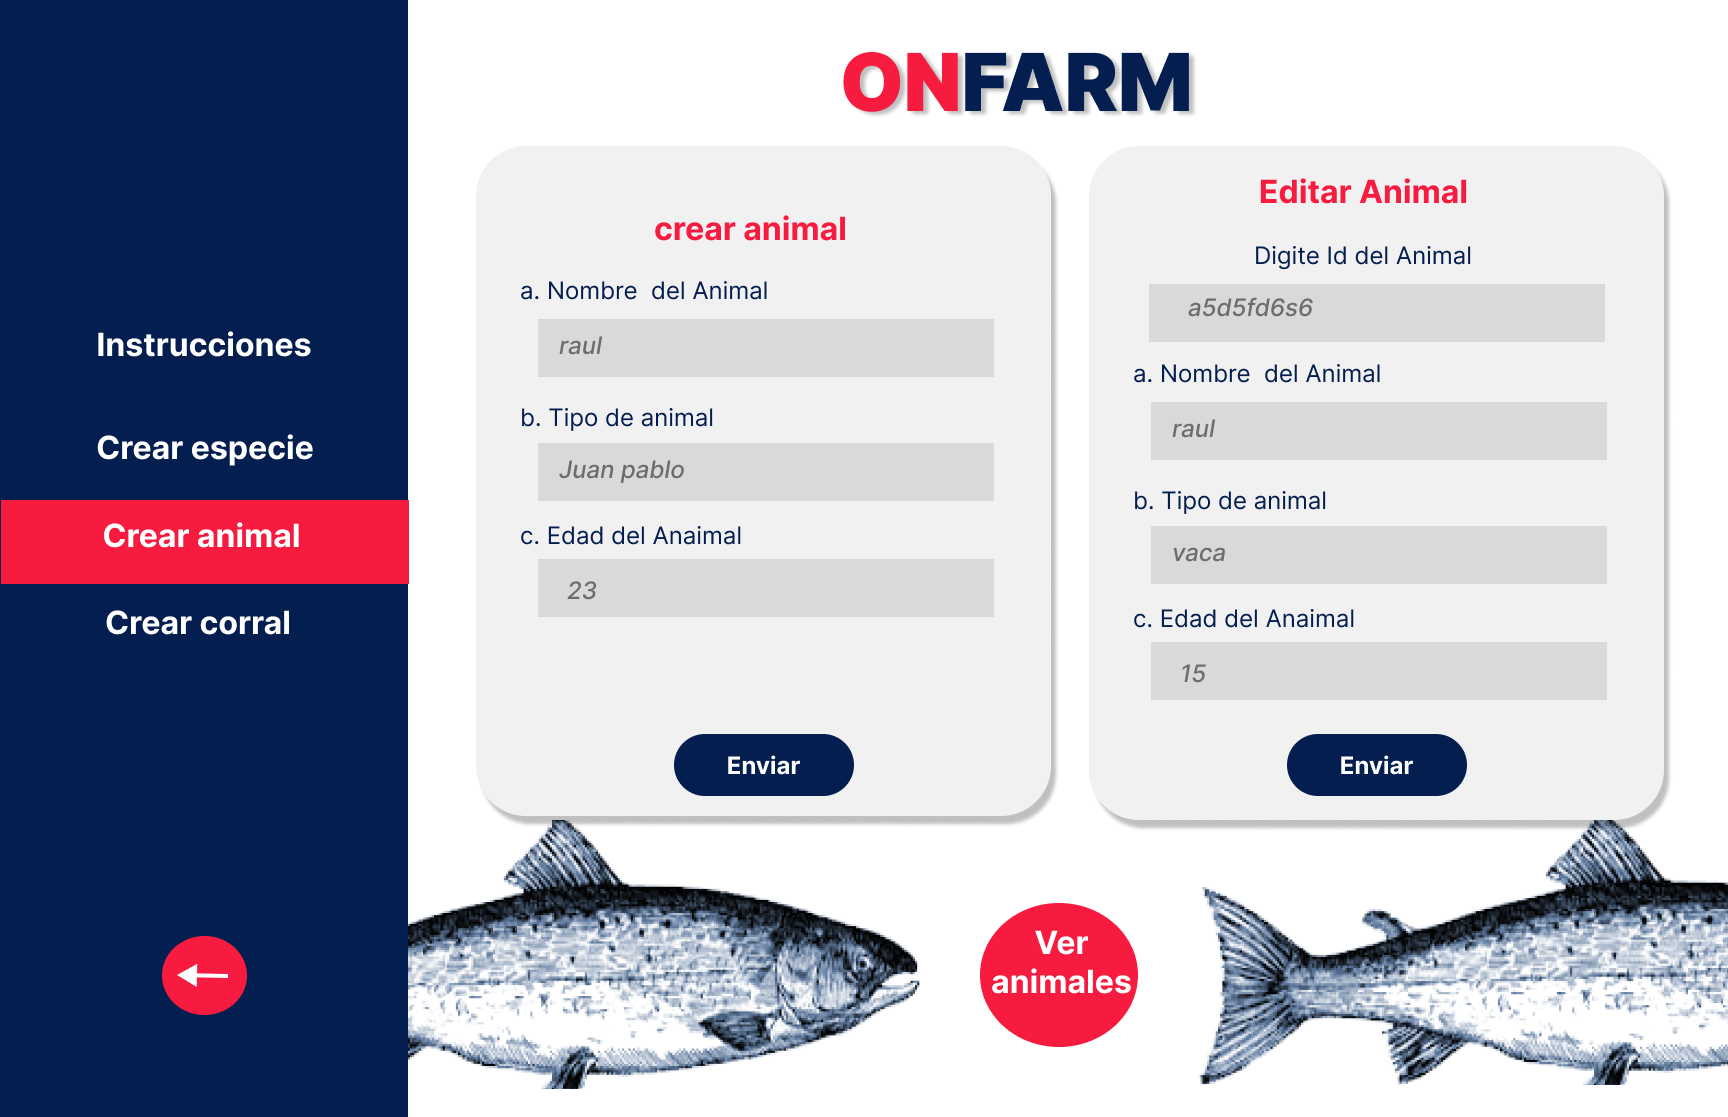 Instrucciones
Crear especie
Crear animal
Crear corral
ONFARM
crear animal
a. Nombre  del Animal
raul
b. Tipo de animal
Juan pablo
c. Edad del Anaimal
23
Enviar
Editar Animal
Digite Id del Animal
a5d5fd6s6
a. Nombre  del Animal
raul
b. Tipo de animal
vaca
c. Edad del Anaimal
15
Enviar
Ver
animales